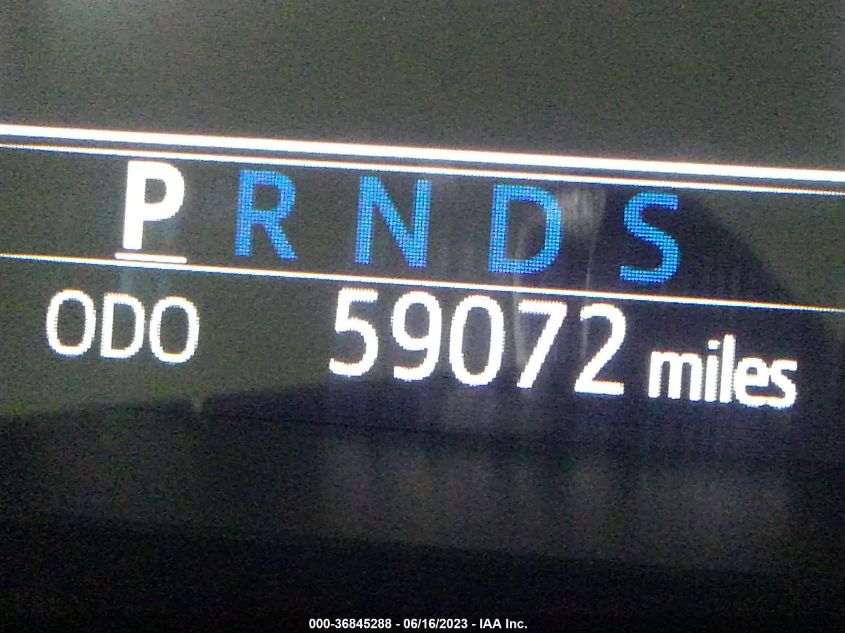 P R N D S
ODO 59072 miles
000-36845288 - 06/16/2023 - IAA Inc.